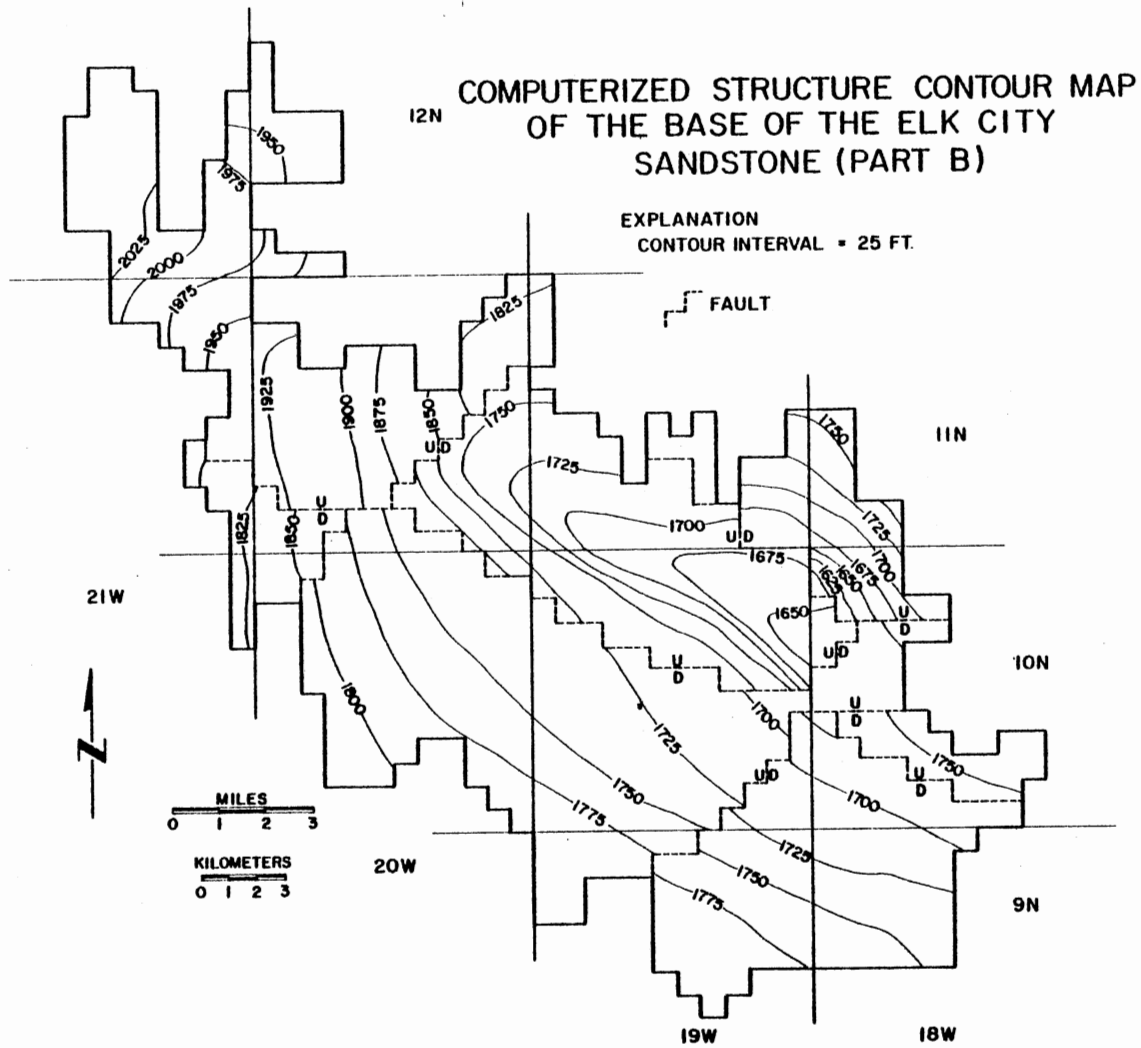 COMPUTERIZED STRUCTURE CONTOUR MAP
OF THE BASE OF THE ELK CITY
SANDSTONE (PART B)
12N
EXPLANATION
CONTOUR INTERVAL = 25 FT.
FAULT
1950
1975
2025
2000
1975
1950
1825
1925
1900
1875
1850
1750
U D
1750
11N
1725
1700
1725
U D
U
D
1825
1850
1675
1700
1675
1650
1625
21W
1650
U
D
U D
10N
U
D
1800
1700
U
D
1725
1750
U D
U
D
1700
1750
1775
MILES
0 1 2 3
1725
KILOMETERS
0 1 2 3
20W
1750
1775
9N
N
19W
18W